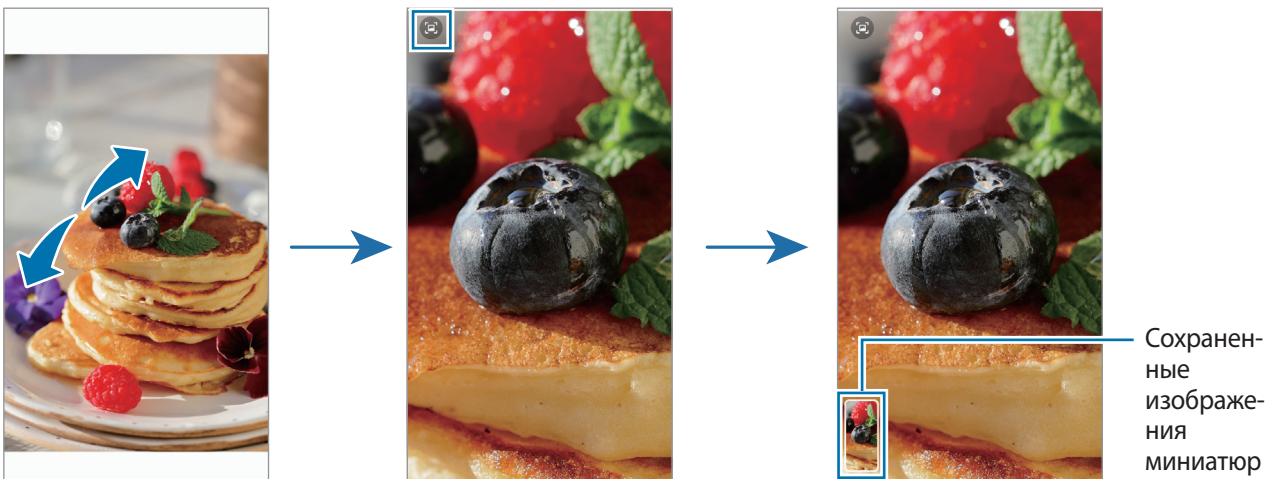 Сохранен-
ные
изображе-
ния
миниатюр